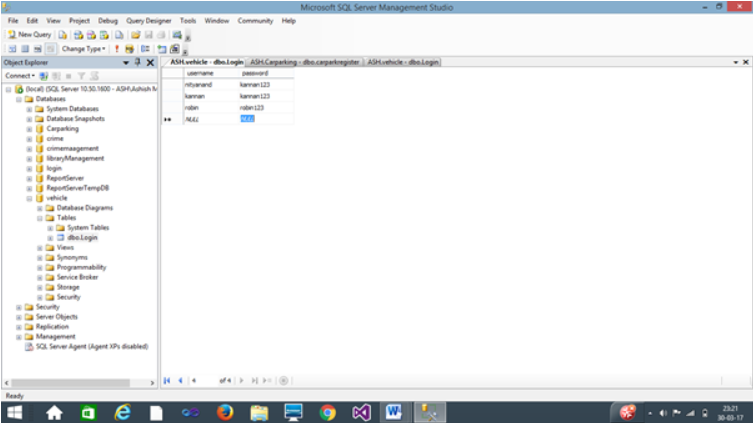 Microsoft SQL Server Management Studio
File Edit View Project Debug Query Designer Tools Window Community Help
New Query
Change Type
Object Explorer
ASH.vehicle - dbo.Login ASH.Carparking - dbo.carparkregister ASH.vehicle - dbo.Login
Connect
username password
nityanand kannan123
kannan kannan123
robin robin123
NULL NULL
(local) (SQL Server 10.50.1600 - ASH\Ashish N
Databases
System Databases
Database Snapshots
Carparking
crime
crimemaagement
libraryManagement
login
ReportServer
ReportServerTempDB
vehicle
Database Diagrams
Tables
System Tables
dbo.Login
Views
Synonyms
Programmability
Service Broker
Storage
Security
Security
Server Objects
Replication
Management
SQL Server Agent (Agent XPs disabled)
4 of 4
Ready
23:21
30-03-17